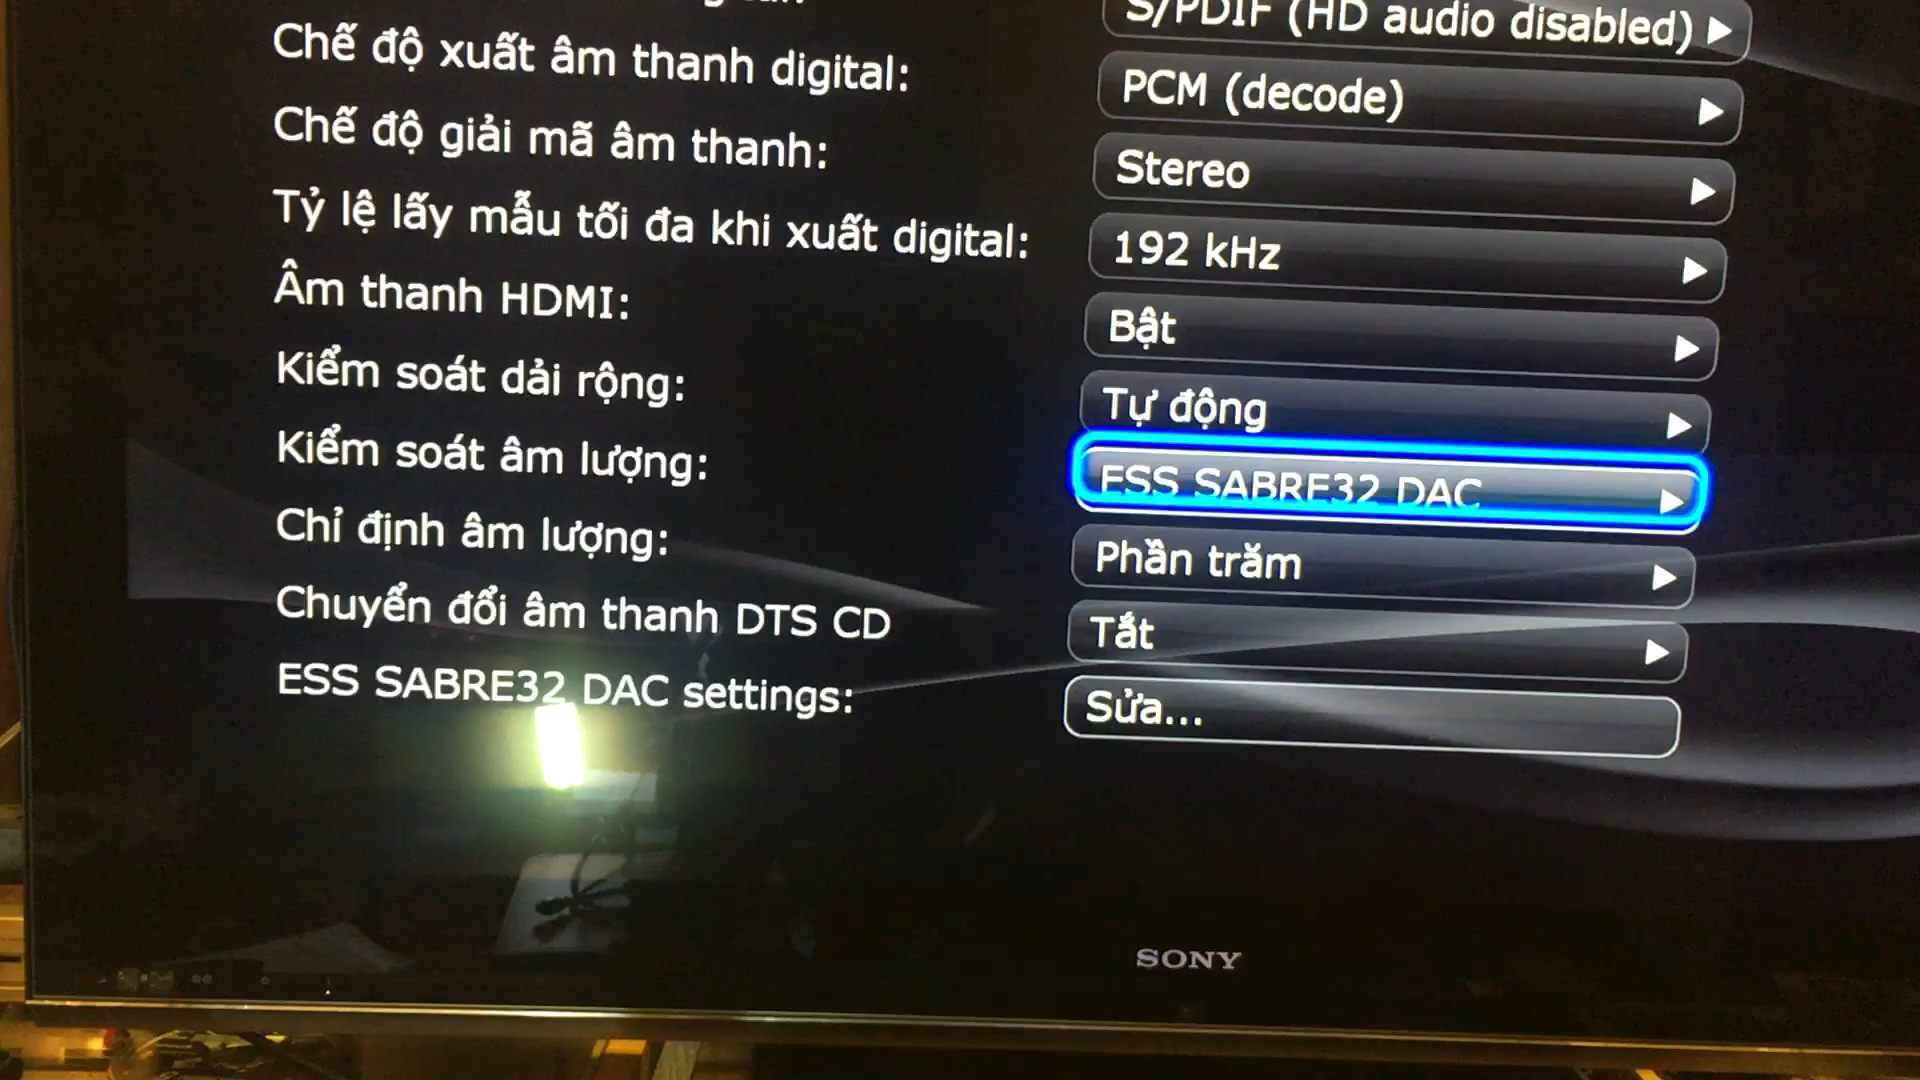 S/PDIF (HD audio disabled)
Chế độ xuất âm thanh digital: PCM (decode)
Chế độ giải mã âm thanh: Stereo
Tỷ lệ lấy mẫu tối đa khi xuất digital: 192 kHz
Âm thanh HDMI: Bật
Kiểm soát dải rộng: Tự động
Kiểm soát âm lượng: ESS SABRE32 DAC
Chỉ định âm lượng: Phần trăm
Chuyển đổi âm thanh DTS CD Tắt
ESS SABRE32 DAC settings: Sửa...
SONY